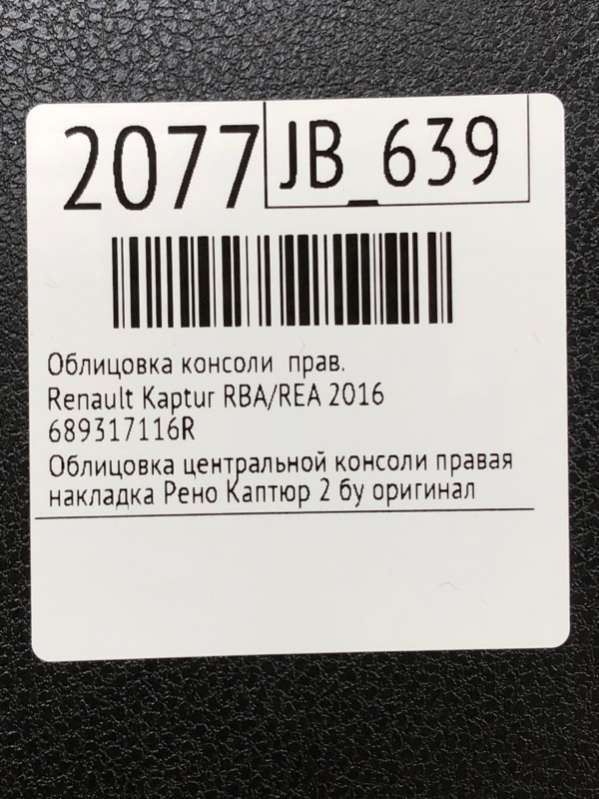 2077 JB_639
Облицовка консоли прав.
Renault Kaptur RBA/REA 2016
689317116R
Облицовка центральной консоли правая
накладка Рено Каптюр 2 бу оригинал